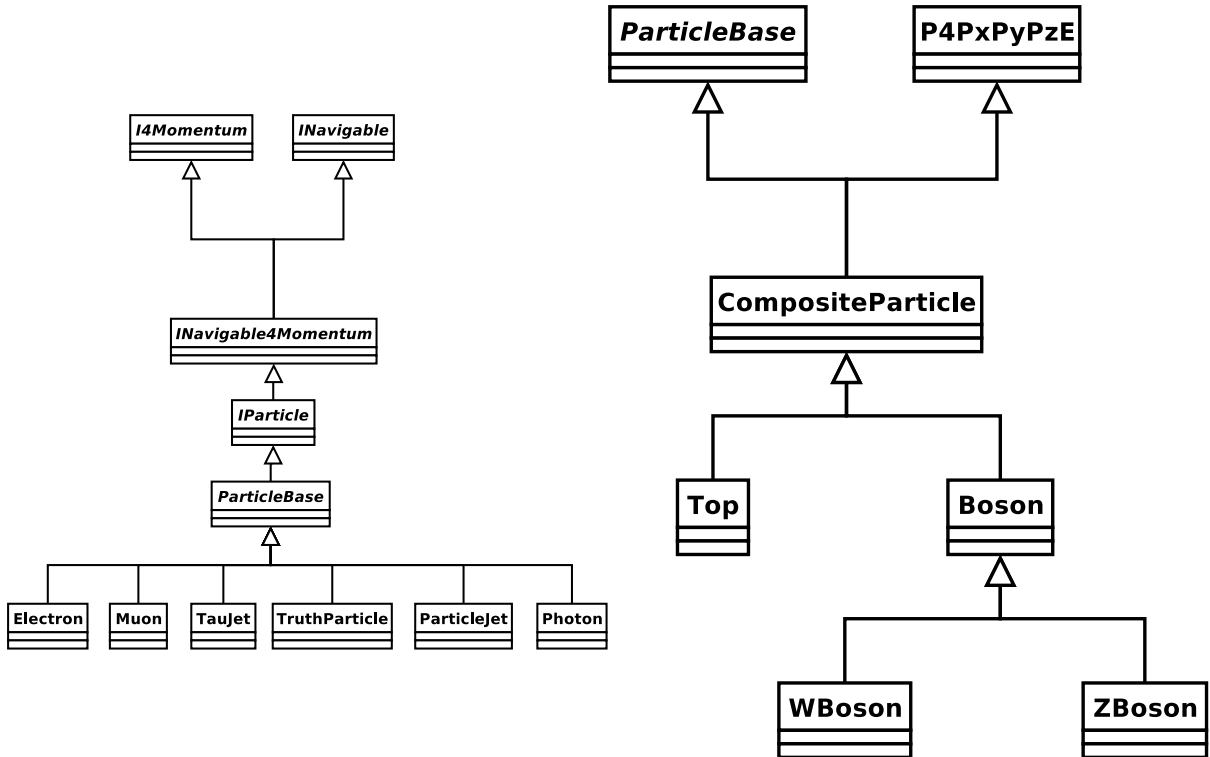 I4Momentum
INavigable
INavigable4Momentum
IParticle
ParticleBase
Electron
Muon
TauJet
TruthParticle
ParticleJet
Photon
ParticleBase
P4PxPyPzE
CompositeParticle
Top
Boson
WBoson
ZBoson